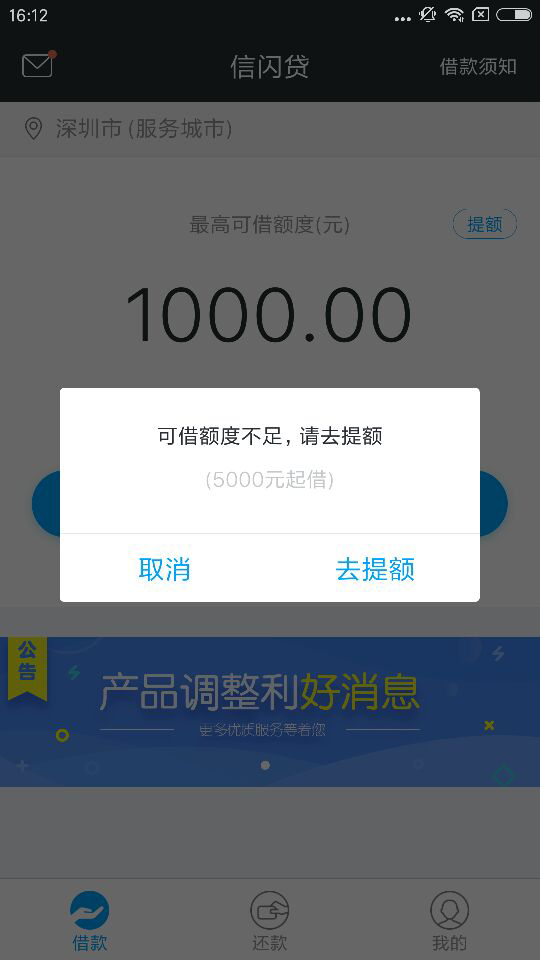 16:12
信闪贷
借款须知
深圳市 (服务城市)
最高可借额度(元)
提额
1000.00
可借额度不足，请去提额
(5000元起借)
取消
去提额
公告
产品调整利好消息
更多优质服务等着您
借款
还款
我的